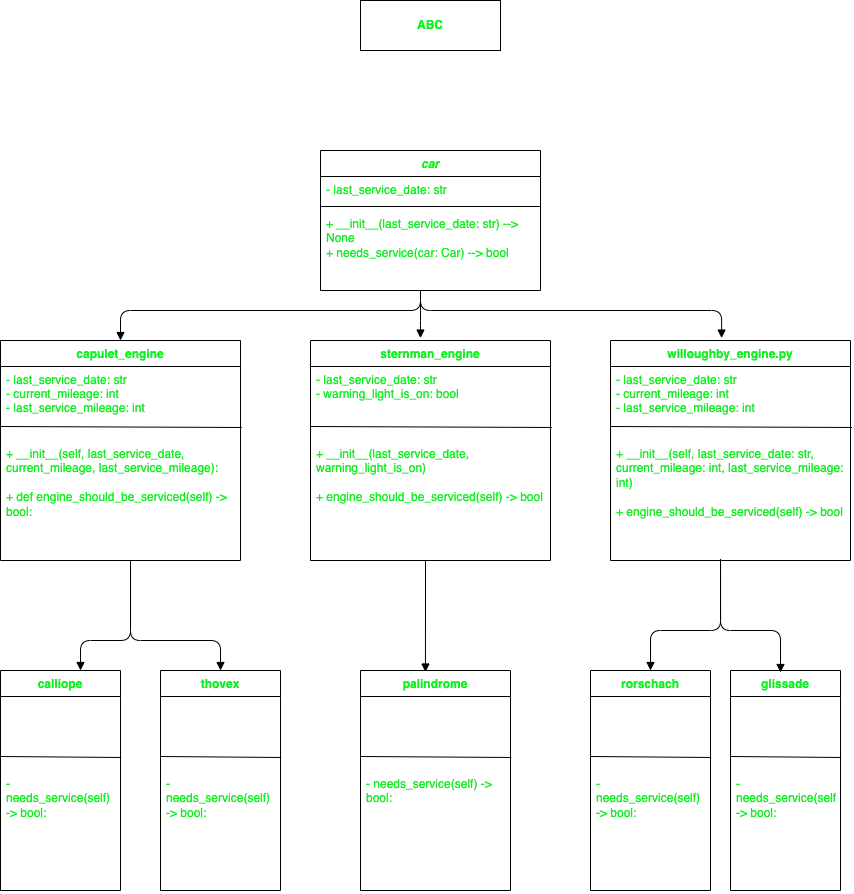 ABC
car
- last_service_date: str
+ __init__(last_service_date: str) -->
None
+ needs_service(car: Car) --> bool
capulet_engine
- last_service_date: str
- current_mileage: int
- last_service_mileage: int
+ __init__(self, last_service_date,
current_mileage, last_service_mileage):
+ def engine_should_be_serviced(self) ->
bool:
sternman_engine
- last_service_date: str
- warning_light_is_on: bool
+ __init__(last_service_date,
warning_light_is_on)
+ engine_should_be_serviced(self) -> bool
willoughby_engine.py
- last_service_date: str
- current_mileage: int
- last_service_mileage: int
+ __init__(self, last_service_date: str,
current_mileage: int, last_service_mileage:
int)
+ engine_should_be_serviced(self) -> bool
calliope
-
needs_service(self)
-> bool:
thovex
-
needs_service(self)
-> bool:
palindrome
- needs_service(self) ->
bool:
rorschach
-
needs_service(self)
-> bool:
glissade
-
needs_service(self
-> bool: